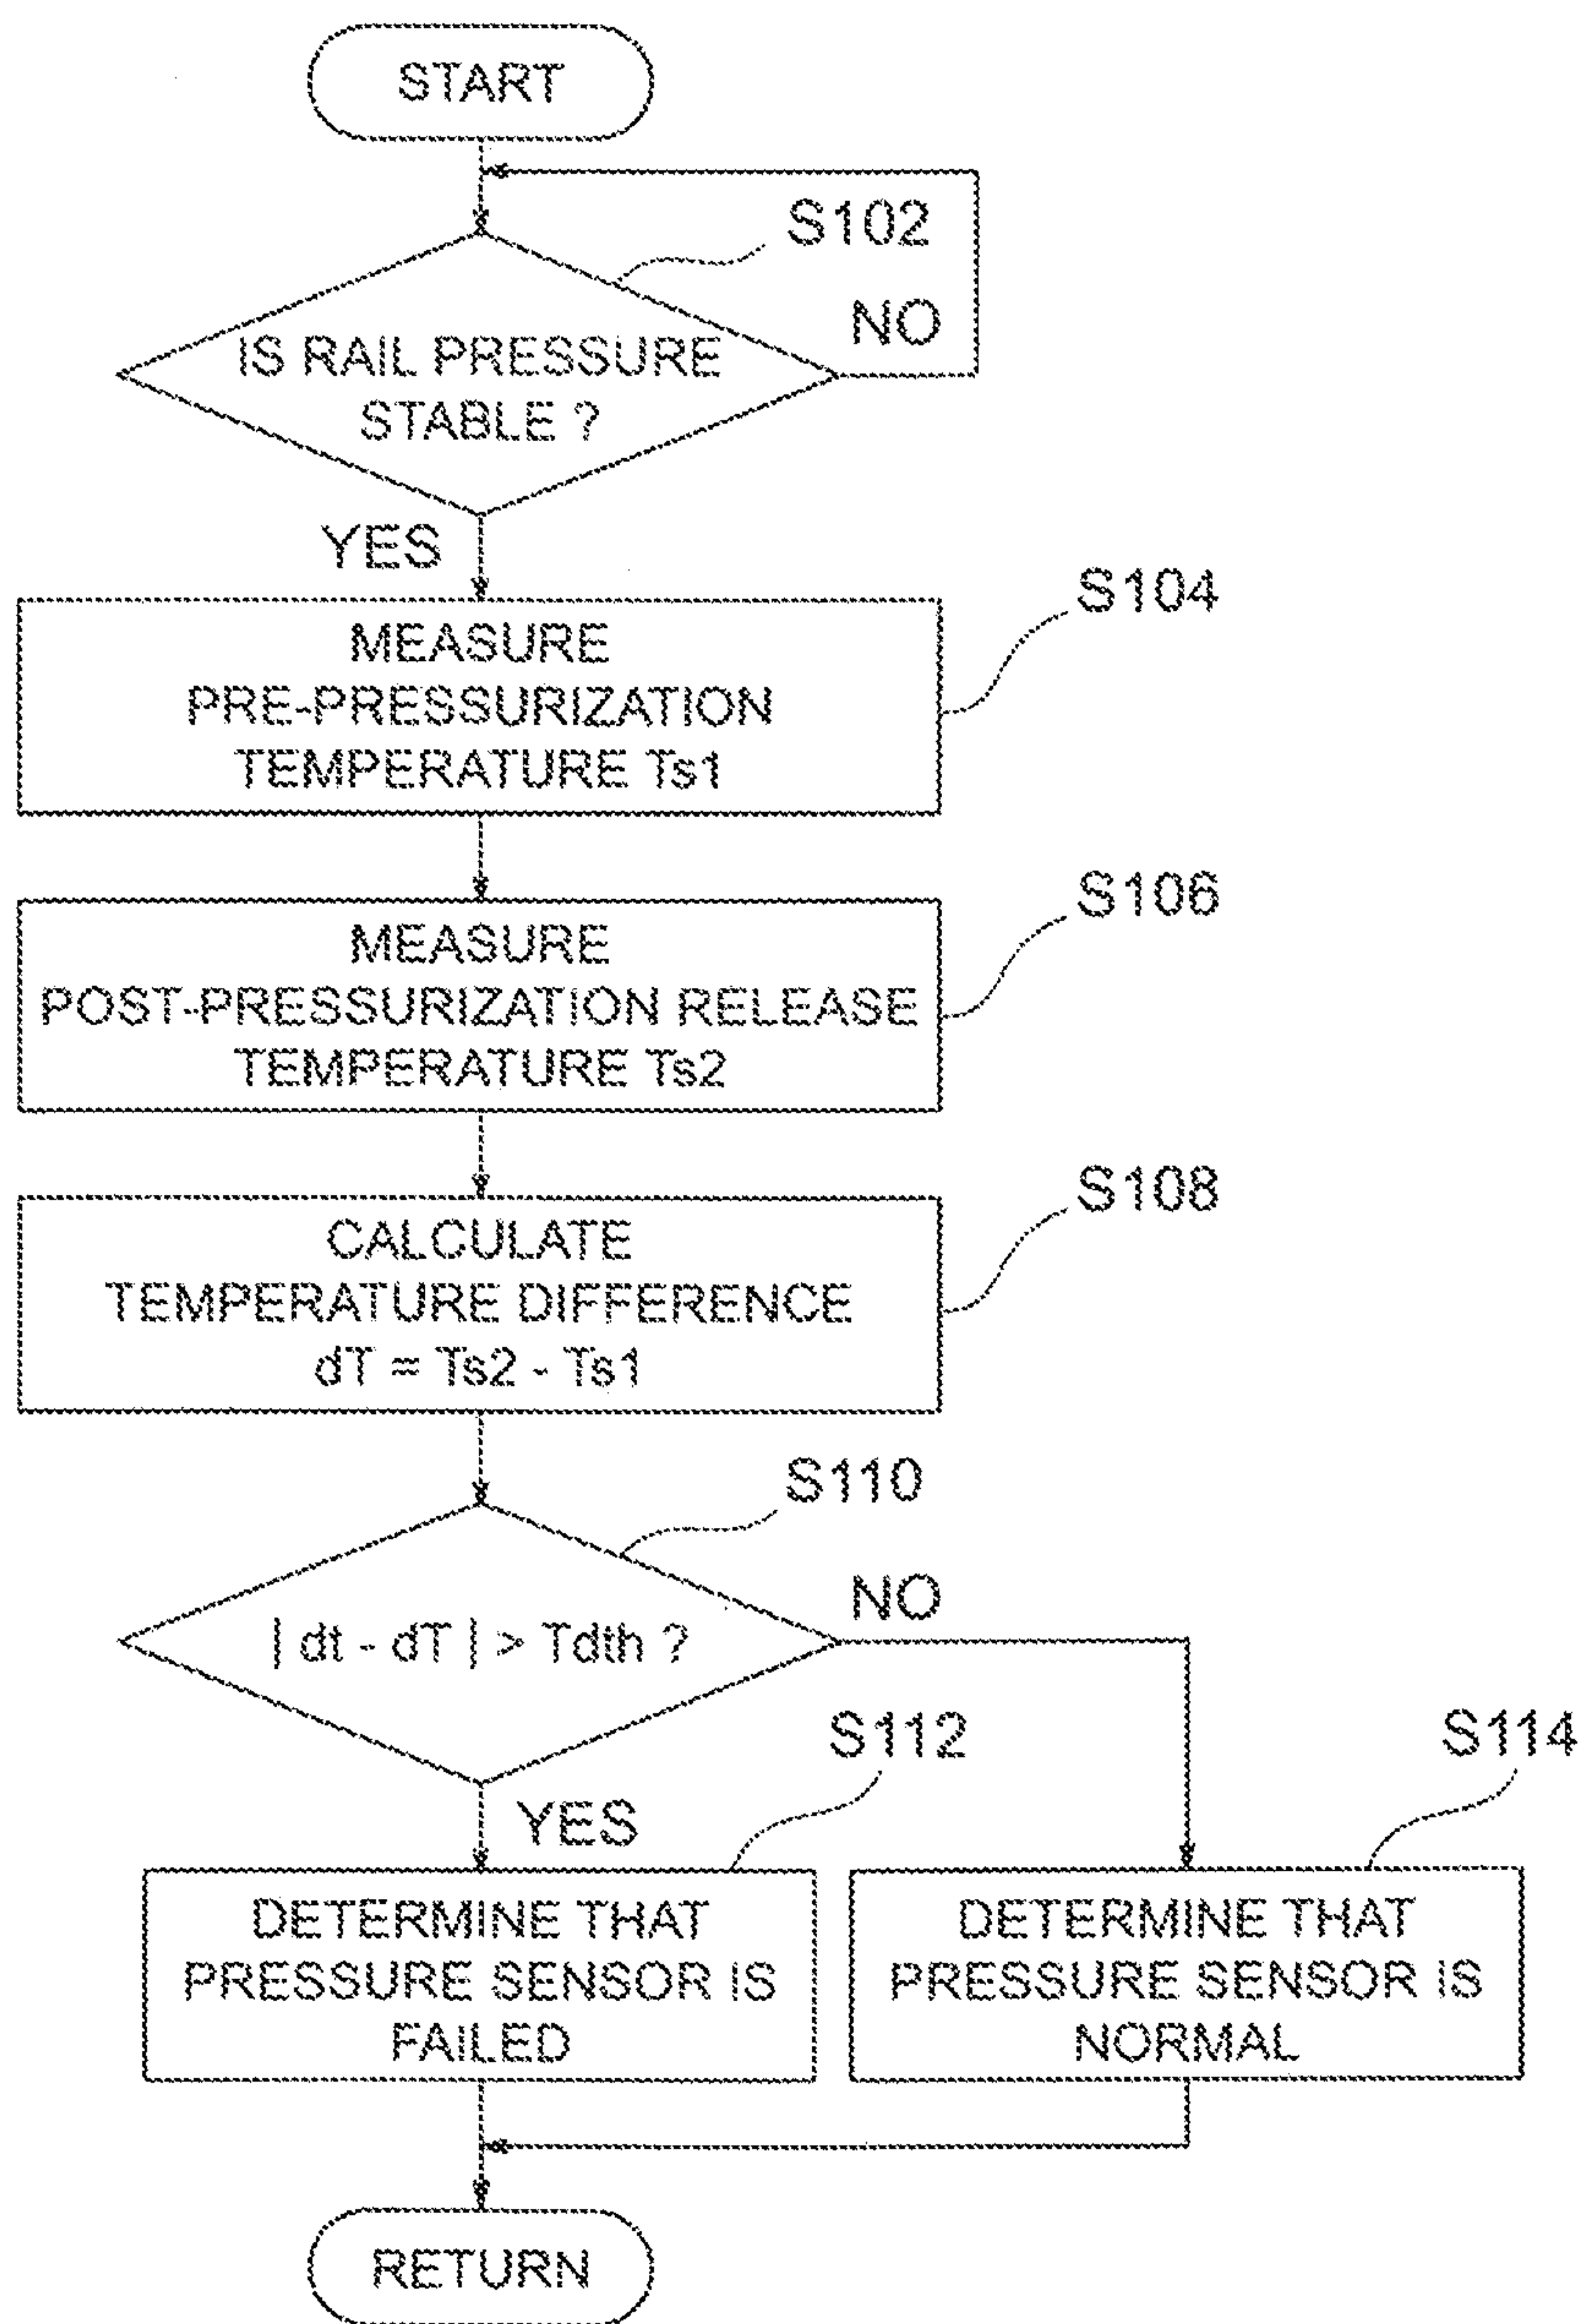 START
S102
NO
IS RAIL PRESSURE
STABLE ?
YES
S104
MEASURE
PRE-PRESSURIZATION
TEMPERATURE Ts1
S106
MEASURE
POST-PRESSURIZATION RELEASE
TEMPERATURE Ts2
S108
CALCULATE
TEMPERATURE DIFFERENCE
dT = Ts2 - Ts1
S110
NO
| dt - dT | > Tdth ?
S112
S114
YES
DETERMINE THAT
PRESSURE SENSOR IS
FAILED
DETERMINE THAT
PRESSURE SENSOR IS
NORMAL
RETURN